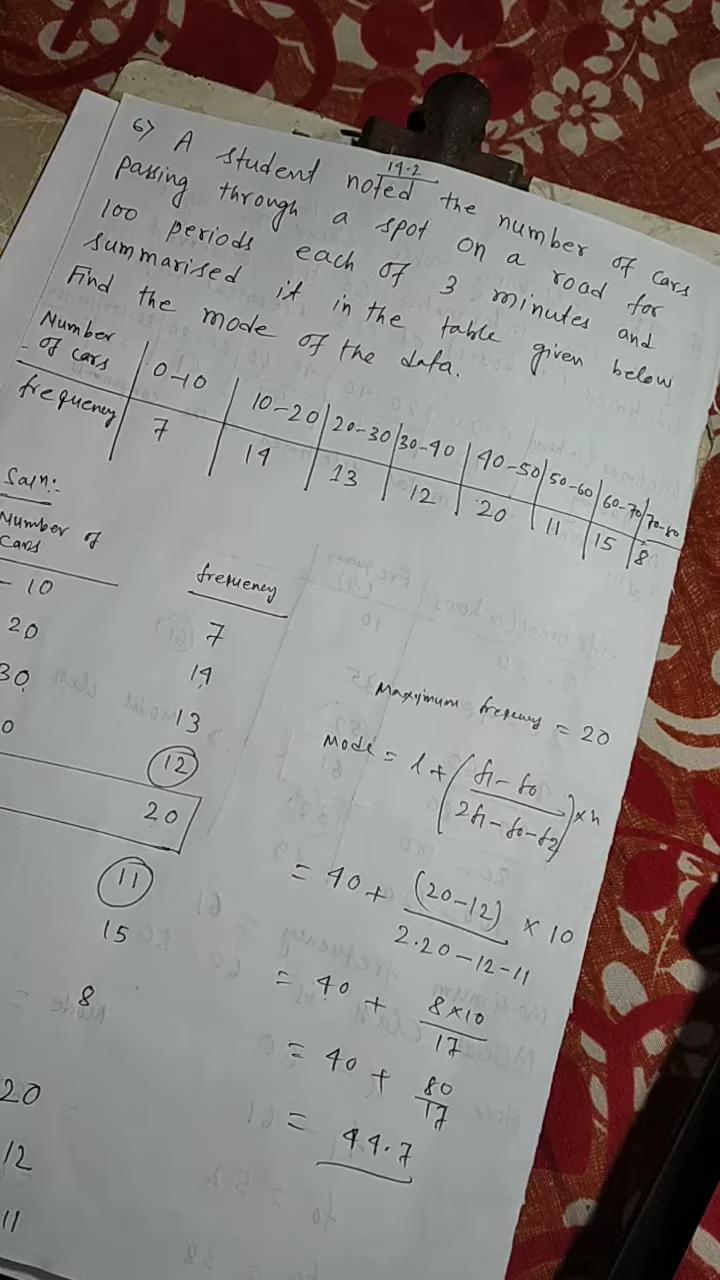 14.2
6) A student noted the number of cars
passing through a spot on a road for
100 periods each of 3 minutes and
summarised it in the table given below
Find the mode of the data.
Number of cars | 0-10 | 10-20 | 20-30 | 30-40 | 40-50 | 50-60 | 60-70 | 70-80
frequency 7 | 14 | 13 | 12 | 20 | 11 | 15 | 8
Soln:-
Number of cars frequency
- 10 7
20 14
30 13
0 12
20
11
15
8
20
12
11
Maximum frequency = 20
Mode = l + (f1 - f0 / 2f1 - f0 - f2) × h
= 40 + (20-12) / 2.20-12-11 × 10
= 40 + 8×10 / 17
= 40 + 80 / 17
= 44.7